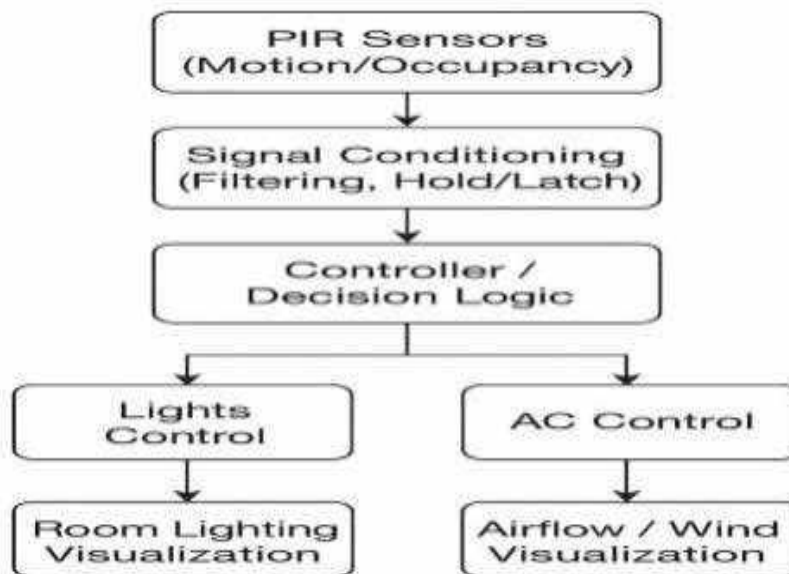 PIR Sensors
(Motion/Occupancy)
Signal Conditioning
(Filtering, Hold/Latch)
Controller /
Decision Logic
Lights
Control
AC Control
Room Lighting
Visualization
Airflow / Wind
Visualization